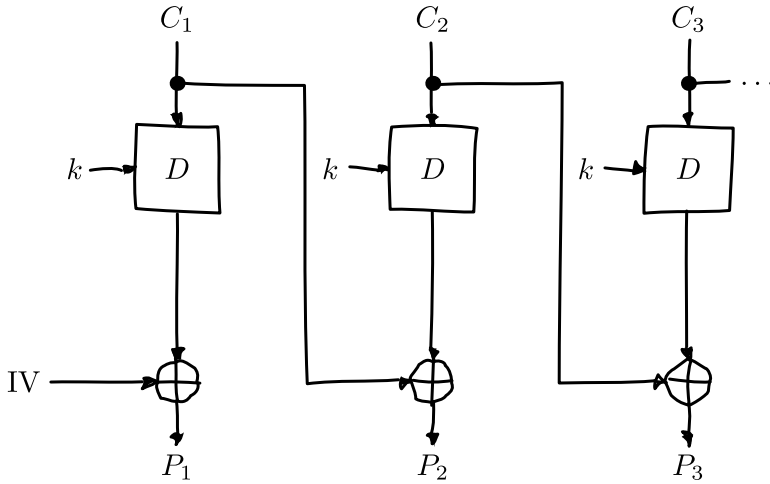 C₁ C₂ C₃
...
k D k D k D
IV
P₁ P₂ P₃